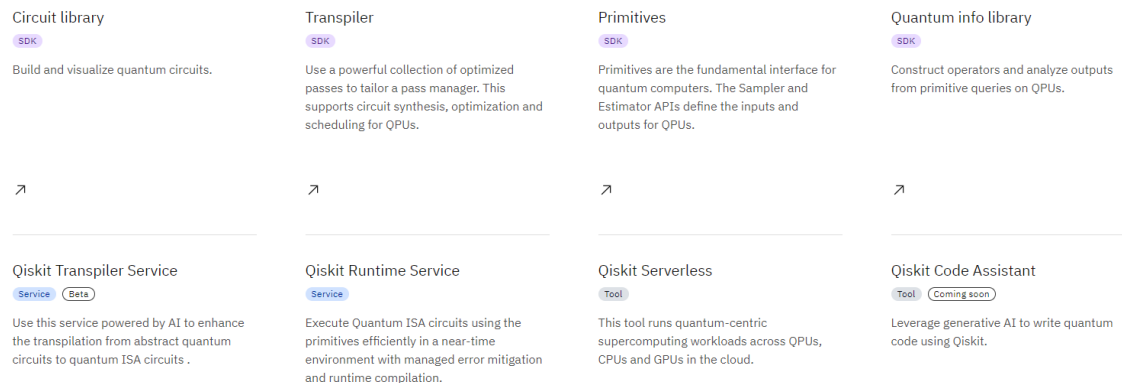 Circuit library
SDK
Build and visualize quantum circuits.
Transpiler
SDK
Use a powerful collection of optimized
passes to tailor a pass manager. This
supports circuit synthesis, optimization and
scheduling for QPUs.
Primitives
SDK
Primitives are the fundamental interface for
quantum computers. The Sampler and
Estimator APIs define the inputs and
outputs for QPUs.
Quantum info library
SDK
Construct operators and analyze outputs
from primitive queries on QPUs.
Qiskit Transpiler Service
Service Beta
Use this service powered by AI to enhance
the transpilation from abstract quantum
circuits to quantum ISA circuits .
Qiskit Runtime Service
Service
Execute Quantum ISA circuits using the
primitives efficiently in a near-time
environment with managed error mitigation
and runtime compilation.
Qiskit Serverless
Tool
This tool runs quantum-centric
supercomputing workloads across QPUs,
CPUs and GPUs in the cloud.
Qiskit Code Assistant
Tool Coming soon
Leverage generative AI to write quantum
code using Qiskit.